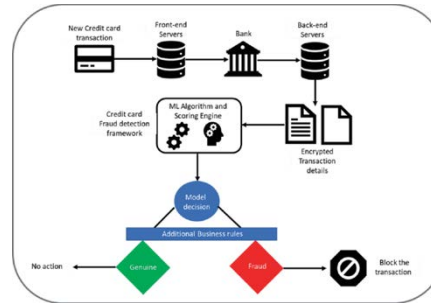 New Credit card
transaction
Front-end
Servers
Bank
Back-end
Servers
Credit card
Fraud detection
framework
ML Algorithm and
Scoring Engine
Encrypted
Transaction
details
Model
decision
Additional Business rules
No action
Genuine
Fraud
Block the
transaction